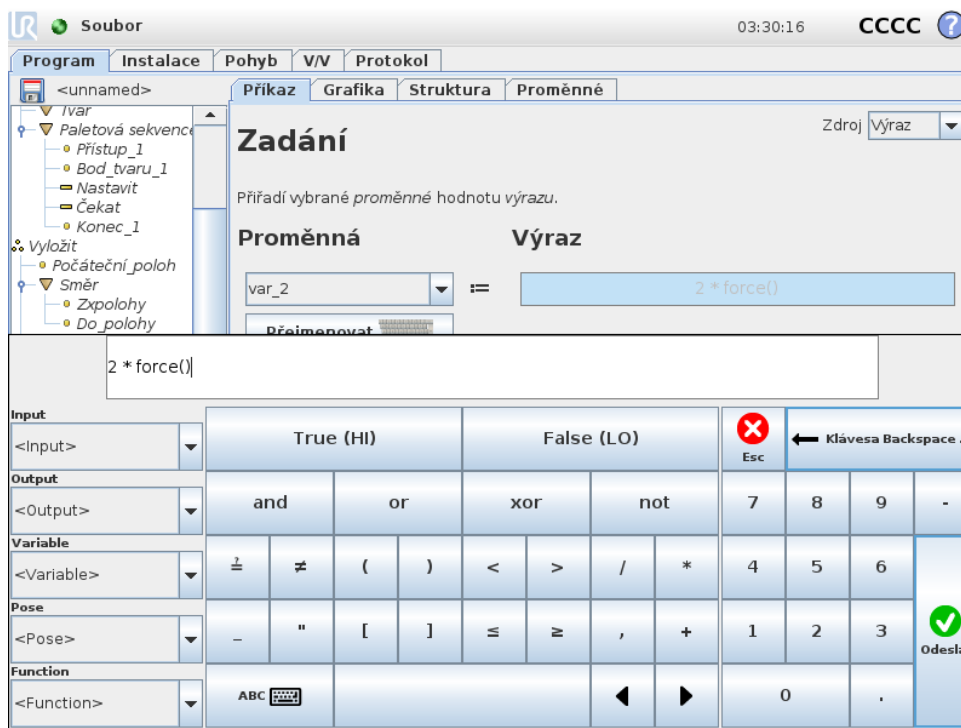 UR Soubor 03:30:16 CCCC ?
Program Instalace Pohyb V/V Protokol
<unnamed> Příkaz Grafika Struktura Proměnné
Tvar
Paletová sekvence
Přístup_1
Bod_tvaru_1
Nastavit
Čekat
Konec_1
Vyložit
Počáteční_poloh
Směr
Zxpolohy
Do_polohy
Zadání
Zdroj Výraz
Přiřadí vybrané proměnné hodnotu výrazu.
Proměnná Výraz
var_2 := 2 * force()
Přejmenovat
2 * force()
Input
<Input>
Output
<Output>
Variable
<Variable>
Pose
<Pose>
Function
<Function>
True (HI) False (LO) Esc Klávesa Backspace
and or xor not 7 8 9 -
≟ ≠ ( ) < > / * 4 5 6
_ " [ ] ≤ ≥ , + 1 2 3
Odesla
ABC 0 .